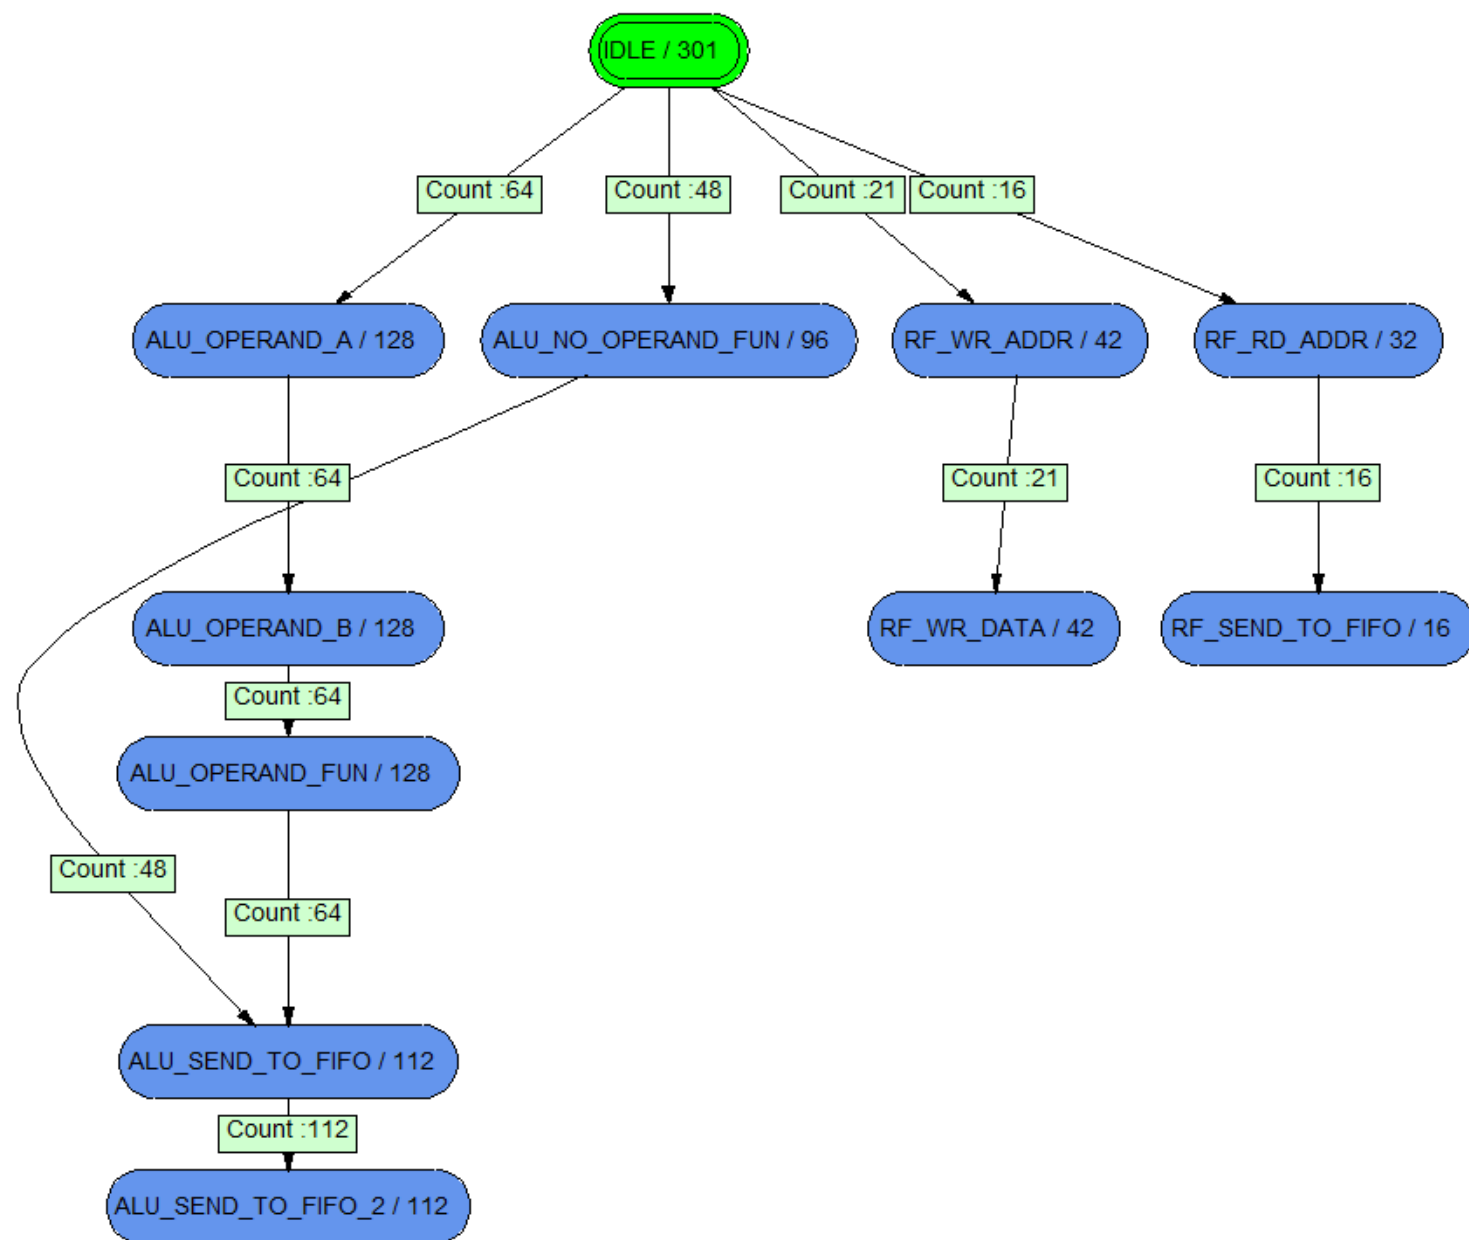 IDLE / 301
Count :64
Count :48
Count :21
Count :16
ALU_OPERAND_A / 128
ALU_NO_OPERAND_FUN / 96
RF_WR_ADDR / 42
RF_RD_ADDR / 32
Count :64
Count :21
Count :16
ALU_OPERAND_B / 128
RF_WR_DATA / 42
RF_SEND_TO_FIFO / 16
Count :64
ALU_OPERAND_FUN / 128
Count :48
Count :64
ALU_SEND_TO_FIFO / 112
Count :112
ALU_SEND_TO_FIFO_2 / 112